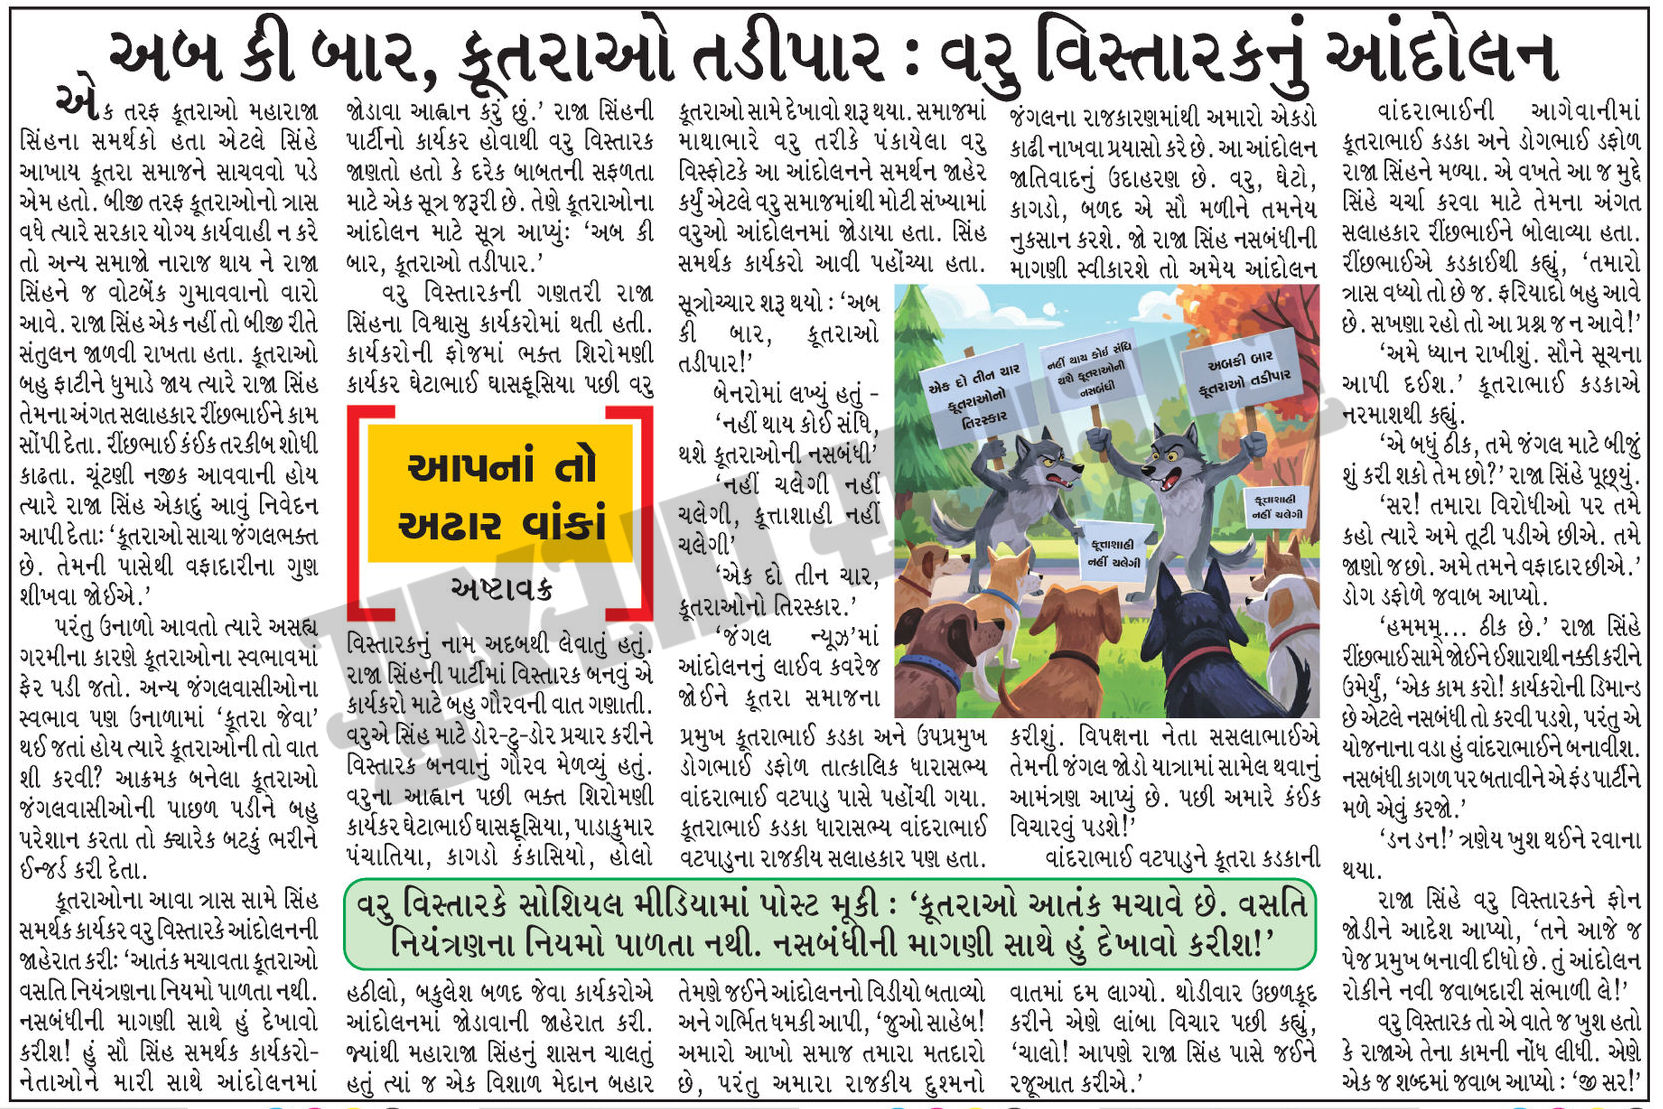 અબ કી બાર, કૂતરાઓ તડીપાર : વરુ વિસ્તારકનું આંદોલન
એક તરફ કૂતરાઓ મહારાજા
સિંહના સમર્થકો હતા એટલે સિંહે
આખાય કૂતરા સમાજને સાચવવો પડે
એમ હતો. બીજી તરફ કૂતરાઓનો ત્રાસ
વધે ત્યારે સરકાર યોગ્ય કાર્યવાહી ન કરે
તો અન્ય સમાજો નારાજ થાય ને રાજા
સિંહને જ વોટબેંક ગુમાવવાનો વારો
આવે. રાજા સિંહ એક નહીં તો બીજી રીતે
સંતુલન જાળવી રાખતા હતા. કૂતરાઓ
બહુ ફાટીને ધુમાડે જાય ત્યારે રાજા સિંહ
તેમના અંગત સલાહકાર રીંછભાઈને કામ
સોંપી દેતા. રીંછભાઈ કંઈક તરકીબ શોધી
કાઢતા. ચૂંટણી નજીક આવવાની હોય
ત્યારે રાજા સિંહ એકાદું આવું નિવેદન
આપી દેતાઃ ‘કૂતરાઓ સાચા જંગલભક્ત
છે. તેમની પાસેથી વફાદારીના ગુણ
શીખવા જોઈએ.’
પરંતુ ઉનાળો આવતો ત્યારે અસહ્ય
ગરમીના કારણે કૂતરાઓના સ્વભાવમાં
ફેર પડી જતો. અન્ય જંગલવાસીઓના
સ્વભાવ પણ ઉનાળામાં ‘કૂતરા જેવા’
થઈ જતાં હોય ત્યારે કૂતરાઓની તો વાત
શી કરવી? આક્રમક બનેલા કૂતરાઓ
જંગલવાસીઓની પાછળ પડીને બહુ
પરેશાન કરતા તો ક્યારેક બટકું ભરીને
ઈન્જર્ડ કરી દેતા.
કૂતરાઓના આવા ત્રાસ સામે સિંહ
સમર્થક કાર્યકર વરુ વિસ્તારકે આંદોલનની
જાહેરાત કરીઃ ‘આતંક મચાવતા કૂતરાઓ
વસતિ નિયંત્રણના નિયમો પાળતા નથી.
નસબંધીની માગણી સાથે હું દેખાવો
કરીશ! હું સૌ સિંહ સમર્થક કાર્યકરો-
નેતાઓને મારી સાથે આંદોલનમાં
જોડાવા આહ્વાન કરું છું.’ રાજા સિંહની
પાર્ટીનો કાર્યકર હોવાથી વરુ વિસ્તારક
જાણતો હતો કે દરેક બાબતની સફળતા
માટે એક સૂત્ર જરૂરી છે. તેણે કૂતરાઓના
આંદોલન માટે સૂત્ર આપ્યુંઃ ‘અબ કી
બાર, કૂતરાઓ તડીપાર.’
વરુ વિસ્તારકની ગણતરી રાજા
સિંહના વિશ્વાસુ કાર્યકરોમાં થતી હતી.
કાર્યકરોની ફોજમાં ભક્ત શિરોમણી
કાર્યકર ઘેટાભાઈ ઘાસફૂસિયા પછી વરુ
આપનાં તો
અઢાર વાંકાં
અષ્ટાવક્ર
વિસ્તારકનું નામ અદબથી લેવાતું હતું.
રાજા સિંહની પાર્ટીમાં વિસ્તારક બનવું એ
કાર્યકરો માટે બહુ ગૌરવની વાત ગણાતી.
વરુએ સિંહ માટે ડોર-ટુ-ડોર પ્રચાર કરીને
વિસ્તારક બનવાનું ગૌરવ મેળવ્યું હતું.
વરુના આહ્વાન પછી ભક્ત શિરોમણી
કાર્યકર ઘેટાભાઈ ઘાસફૂસિયા, પાડાકુમાર
પંચાતિયા, કાગડો કંકાસિયો, હોલો
વરુ વિસ્તારકે સોશિયલ મીડિયામાં પોસ્ટ મૂકી : ‘કૂતરાઓ આતંક મચાવે છે. વસતિ
નિયંત્રણના નિયમો પાળતા નથી. નસબંધીની માગણી સાથે હું દેખાવો કરીશ!’
હઠીલો, બકુલેશ બળદ જેવા કાર્યકરોએ
આંદોલનમાં જોડાવાની જાહેરાત કરી.
જ્યાંથી મહારાજા સિંહનું શાસન ચાલતું
હતું ત્યાં જ એક વિશાળ મેદાન બહાર
કૂતરાઓ સામે દેખાવો શરૂ થયા. સમાજમાં
માથાભારે વરુ તરીકે પંકાયેલા વરુ
વિસ્ફોટકે આ આંદોલનને સમર્થન જાહેર
કર્યું એટલે વરુ સમાજમાંથી મોટી સંખ્યામાં
વરુઓ આંદોલનમાં જોડાયા હતા. સિંહ
સમર્થક કાર્યકરો આવી પહોંચ્યા હતા.
સૂત્રોચ્ચાર શરૂ થયો : ‘અબ
કી બાર, કૂતરાઓ
તડીપાર!’
બેનરોમાં લખ્યું હતું -
‘નહીં થાય કોઈ સંધિ,
થશે કૂતરાઓની નસબંધી’
‘નહીં ચલેગી નહીં
ચલેગી, કૂત્તાશાહી નહીં
ચલેગી’
‘એક દો તીન ચાર,
કૂતરાઓનો તિરસ્કાર.’
‘જંગલ ન્યૂઝ’માં
આંદોલનનું લાઈવ કવરેજ
જોઈને કૂતરા સમાજના
પ્રમુખ કૂતરાભાઈ કડકા અને ઉપપ્રમુખ
ડોગભાઈ ડફોળ તાત્કાલિક ધારાસભ્ય
વાંદરાભાઈ વટપાડુ પાસે પહોંચી ગયા.
કૂતરાભાઈ કડકા ધારાસભ્ય વાંદરાભાઈ
વટપાડુના રાજકીય સલાહકાર પણ હતા.
તેમણે જઈને આંદોલનનો વિડીયો બતાવ્યો
અને ગર્ભિત ધમકી આપી, ‘જુઓ સાહેબ!
અમારો આખો સમાજ તમારા મતદારો
છે, પરંતુ અમારા રાજકીય દુશ્મનો
જંગલના રાજકારણમાંથી અમારો એકડો
કાઢી નાખવા પ્રયાસો કરે છે. આ આંદોલન
જાતિવાદનું ઉદાહરણ છે. વરુ, ઘેટો,
કાગડો, બળદ એ સૌ મળીને તમનેય
નુકસાન કરશે. જો રાજા સિંહ નસબંધીની
માગણી સ્વીકારશે તો અમેય આંદોલન
એક દો તીન ચાર
કૂતરાઓનો
તિરસ્કાર
નહીં થાય કોઈ સંધિ
થશે કૂતરાઓની
નસબંધી
અબકી બાર
કૂતરાઓ તડીપાર
કૂત્તાશાહી
નહીં ચલેગી
કૂત્તાશાહી
નહીં ચલેગી
કરીશું. વિપક્ષના નેતા સસલાભાઈએ
તેમની જંગલ જોડો યાત્રામાં સામેલ થવાનું
આમંત્રણ આપ્યું છે. પછી અમારે કંઈક
વિચારવું પડશે!’
વાંદરાભાઈ વટપાડુને કૂતરા કડકાની
વાતમાં દમ લાગ્યો. થોડીવાર ઉછળકૂદ
કરીને એણે લાંબા વિચાર પછી કહ્યું,
‘ચાલો! આપણે રાજા સિંહ પાસે જઈને
રજૂઆત કરીએ.’
વાંદરાભાઈની આગેવાનીમાં
કૂતરાભાઈ કડકા અને ડોગભાઈ ડફોળ
રાજા સિંહને મળ્યા. એ વખતે આ જ મુદ્દે
સિંહે ચર્ચા કરવા માટે તેમના અંગત
સલાહકાર રીંછભાઈને બોલાવ્યા હતા.
રીંછભાઈએ કડકાઈથી કહ્યું, ‘તમારો
ત્રાસ વધ્યો તો છે જ. ફરિયાદો બહુ આવે
છે. સખણા રહો તો આ પ્રશ્ન જ ન આવે!’
‘અમે ધ્યાન રાખીશું. સૌને સૂચના
આપી દઈશ.’ કૂતરાભાઈ કડકાએ
નરમાશથી કહ્યું.
‘એ બધું ઠીક, તમે જંગલ માટે બીજું
શું કરી શકો તેમ છો?’ રાજા સિંહે પૂછ્યું.
‘સર! તમારા વિરોધીઓ પર તમે
કહો ત્યારે અમે તૂટી પડીએ છીએ. તમે
જાણો જ છો. અમે તમને વફાદાર છીએ.’
ડોગ ડફોળે જવાબ આપ્યો.
‘હમમમ્... ઠીક છે.’ રાજા સિંહે
રીંછભાઈ સામે જોઈને ઈશારાથી નક્કી કરીને
ઉમેર્યું, ‘એક કામ કરો! કાર્યકરોની ડિમાન્ડ
છે એટલે નસબંધી તો કરવી પડશે, પરંતુ એ
યોજનાના વડા હું વાંદરાભાઈને બનાવીશ.
નસબંધી કાગળ પર બતાવીને એ ફંડ પાર્ટીને
મળે એવું કરજો.’
‘ડન ડન!’ ત્રણેય ખુશ થઈને રવાના
થયા.
રાજા સિંહે વરુ વિસ્તારકને ફોન
જોડીને આદેશ આપ્યો, ‘તને આજે જ
પેજ પ્રમુખ બનાવી દીધો છે. તું આંદોલન
રોકીને નવી જવાબદારી સંભાળી લે!’
વરુ વિસ્તારક તો એ વાતે જ ખુશ હતો
કે રાજાએ તેના કામની નોંધ લીધી. એણે
એક જ શબ્દમાં જવાબ આપ્યો : ‘જી સર!’